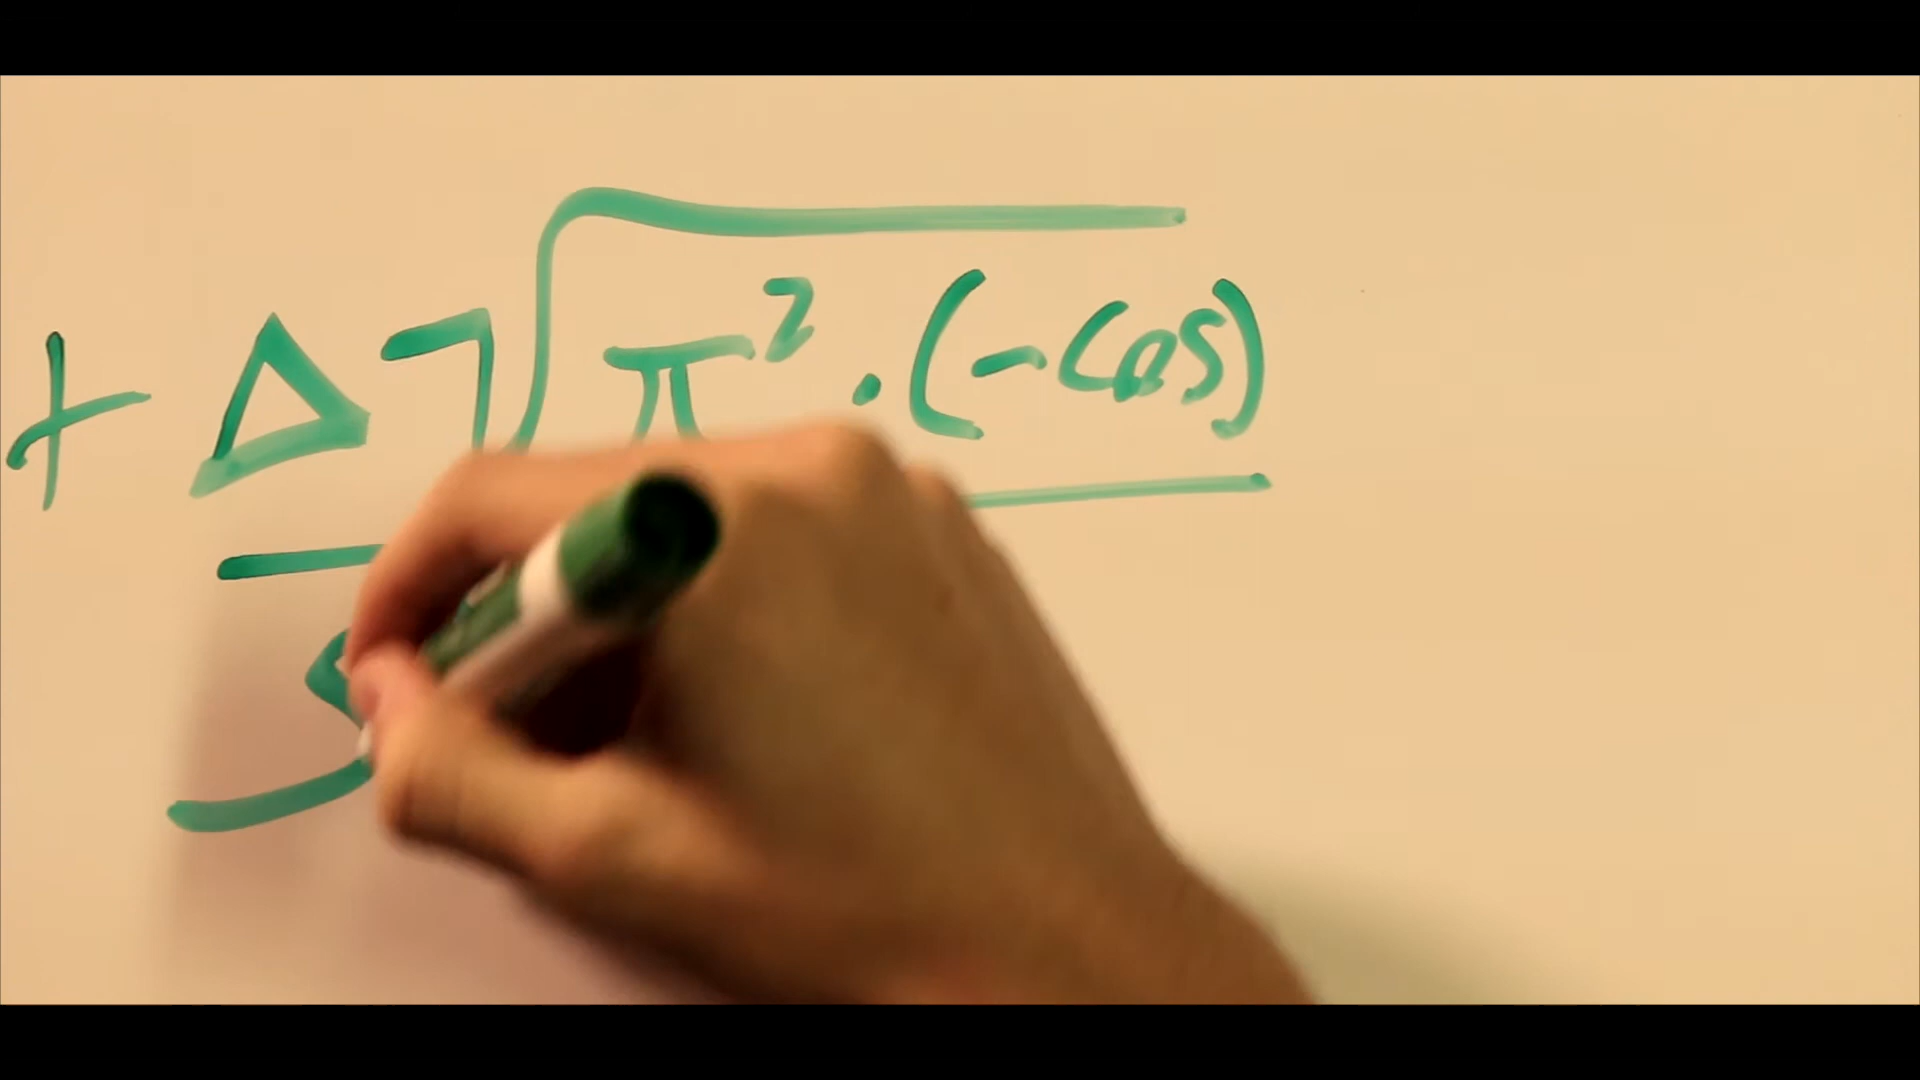 + Δ 7√π² · (-cos)